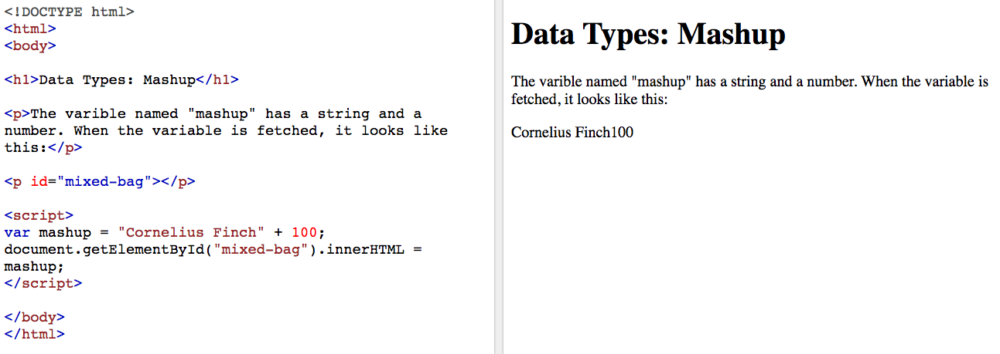 <!DOCTYPE html>
<html>
<body>
<h1>Data Types: Mashup</h1>
<p>The varible named "mashup" has a string and a
number. When the variable is fetched, it looks like
this:</p>
<p id="mixed-bag"></p>
<script>
var mashup = "Cornelius Finch" + 100;
document.getElementById("mixed-bag").innerHTML =
mashup;
</script>
</body>
</html>
Data Types: Mashup
The varible named "mashup" has a string and a number. When the variable is
fetched, it looks like this:
Cornelius Finch100